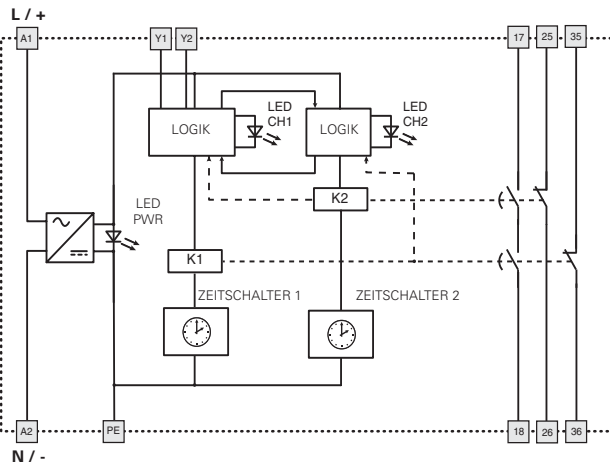 L / +
A1
Y1
Y2
17
25
35
LOGIK
LED
CH1
LOGIK
LED
CH2
K2
LED
PWR
K1
ZEITSCHALTER 1
ZEITSCHALTER 2
A2
PE
18
26
36
N / -